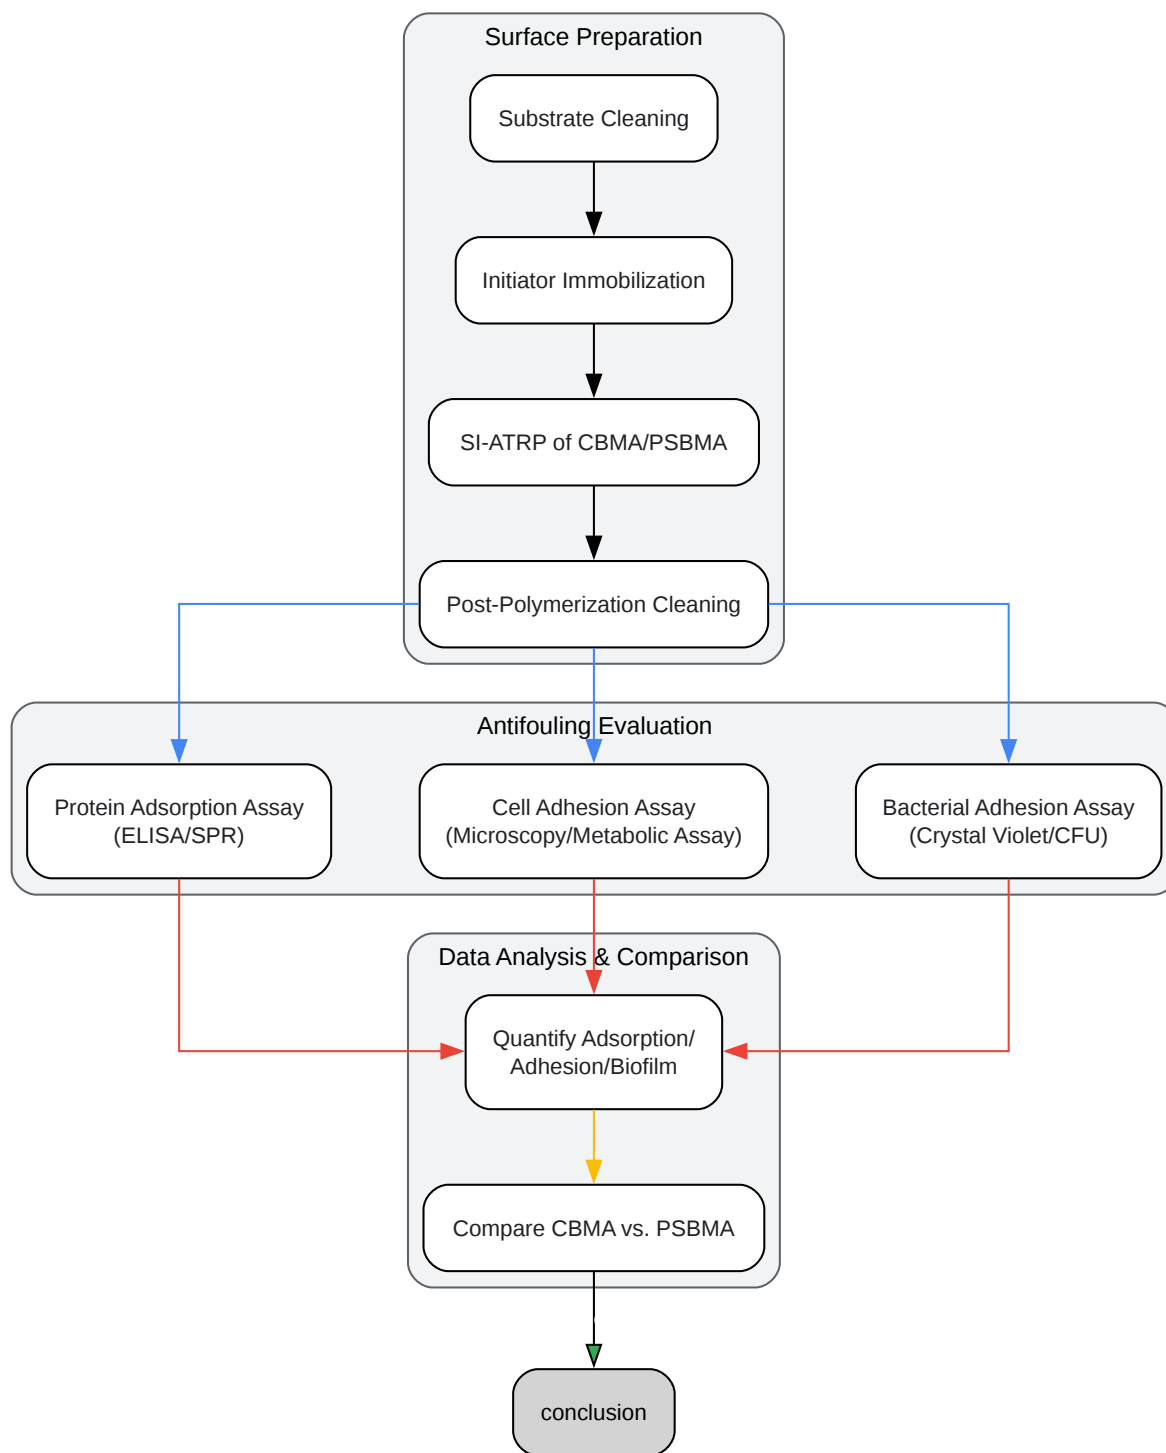 Surface Preparation
Substrate Cleaning
Initiator Immobilization
SI-ATRP of CBMA/PSBMA
Post-Polymerization Cleaning
Antifouling Evaluation
Protein Adsorption Assay
(ELISA/SPR)
Cell Adhesion Assay
(Microscopy/Metabolic Assay)
Bacterial Adhesion Assay
(Crystal Violet/CFU)
Data Analysis & Comparison
Quantify Adsorption/
Adhesion/Biofilm
Compare CBMA vs. PSBMA
conclusion